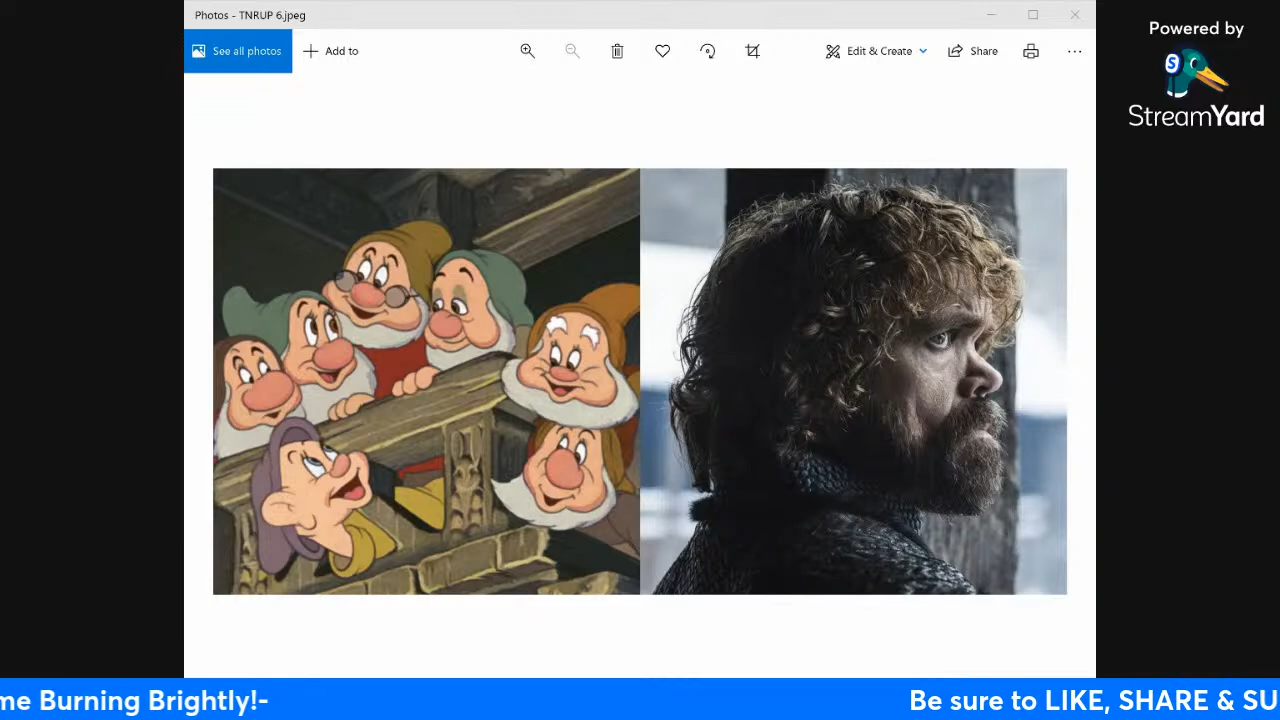 Photos - TNRUP 6.jpeg
See all photos
Add to
Edit & Create
Share
Powered by
S
StreamYard
me Burning Brightly!-
Be sure to LIKE, SHARE & SU